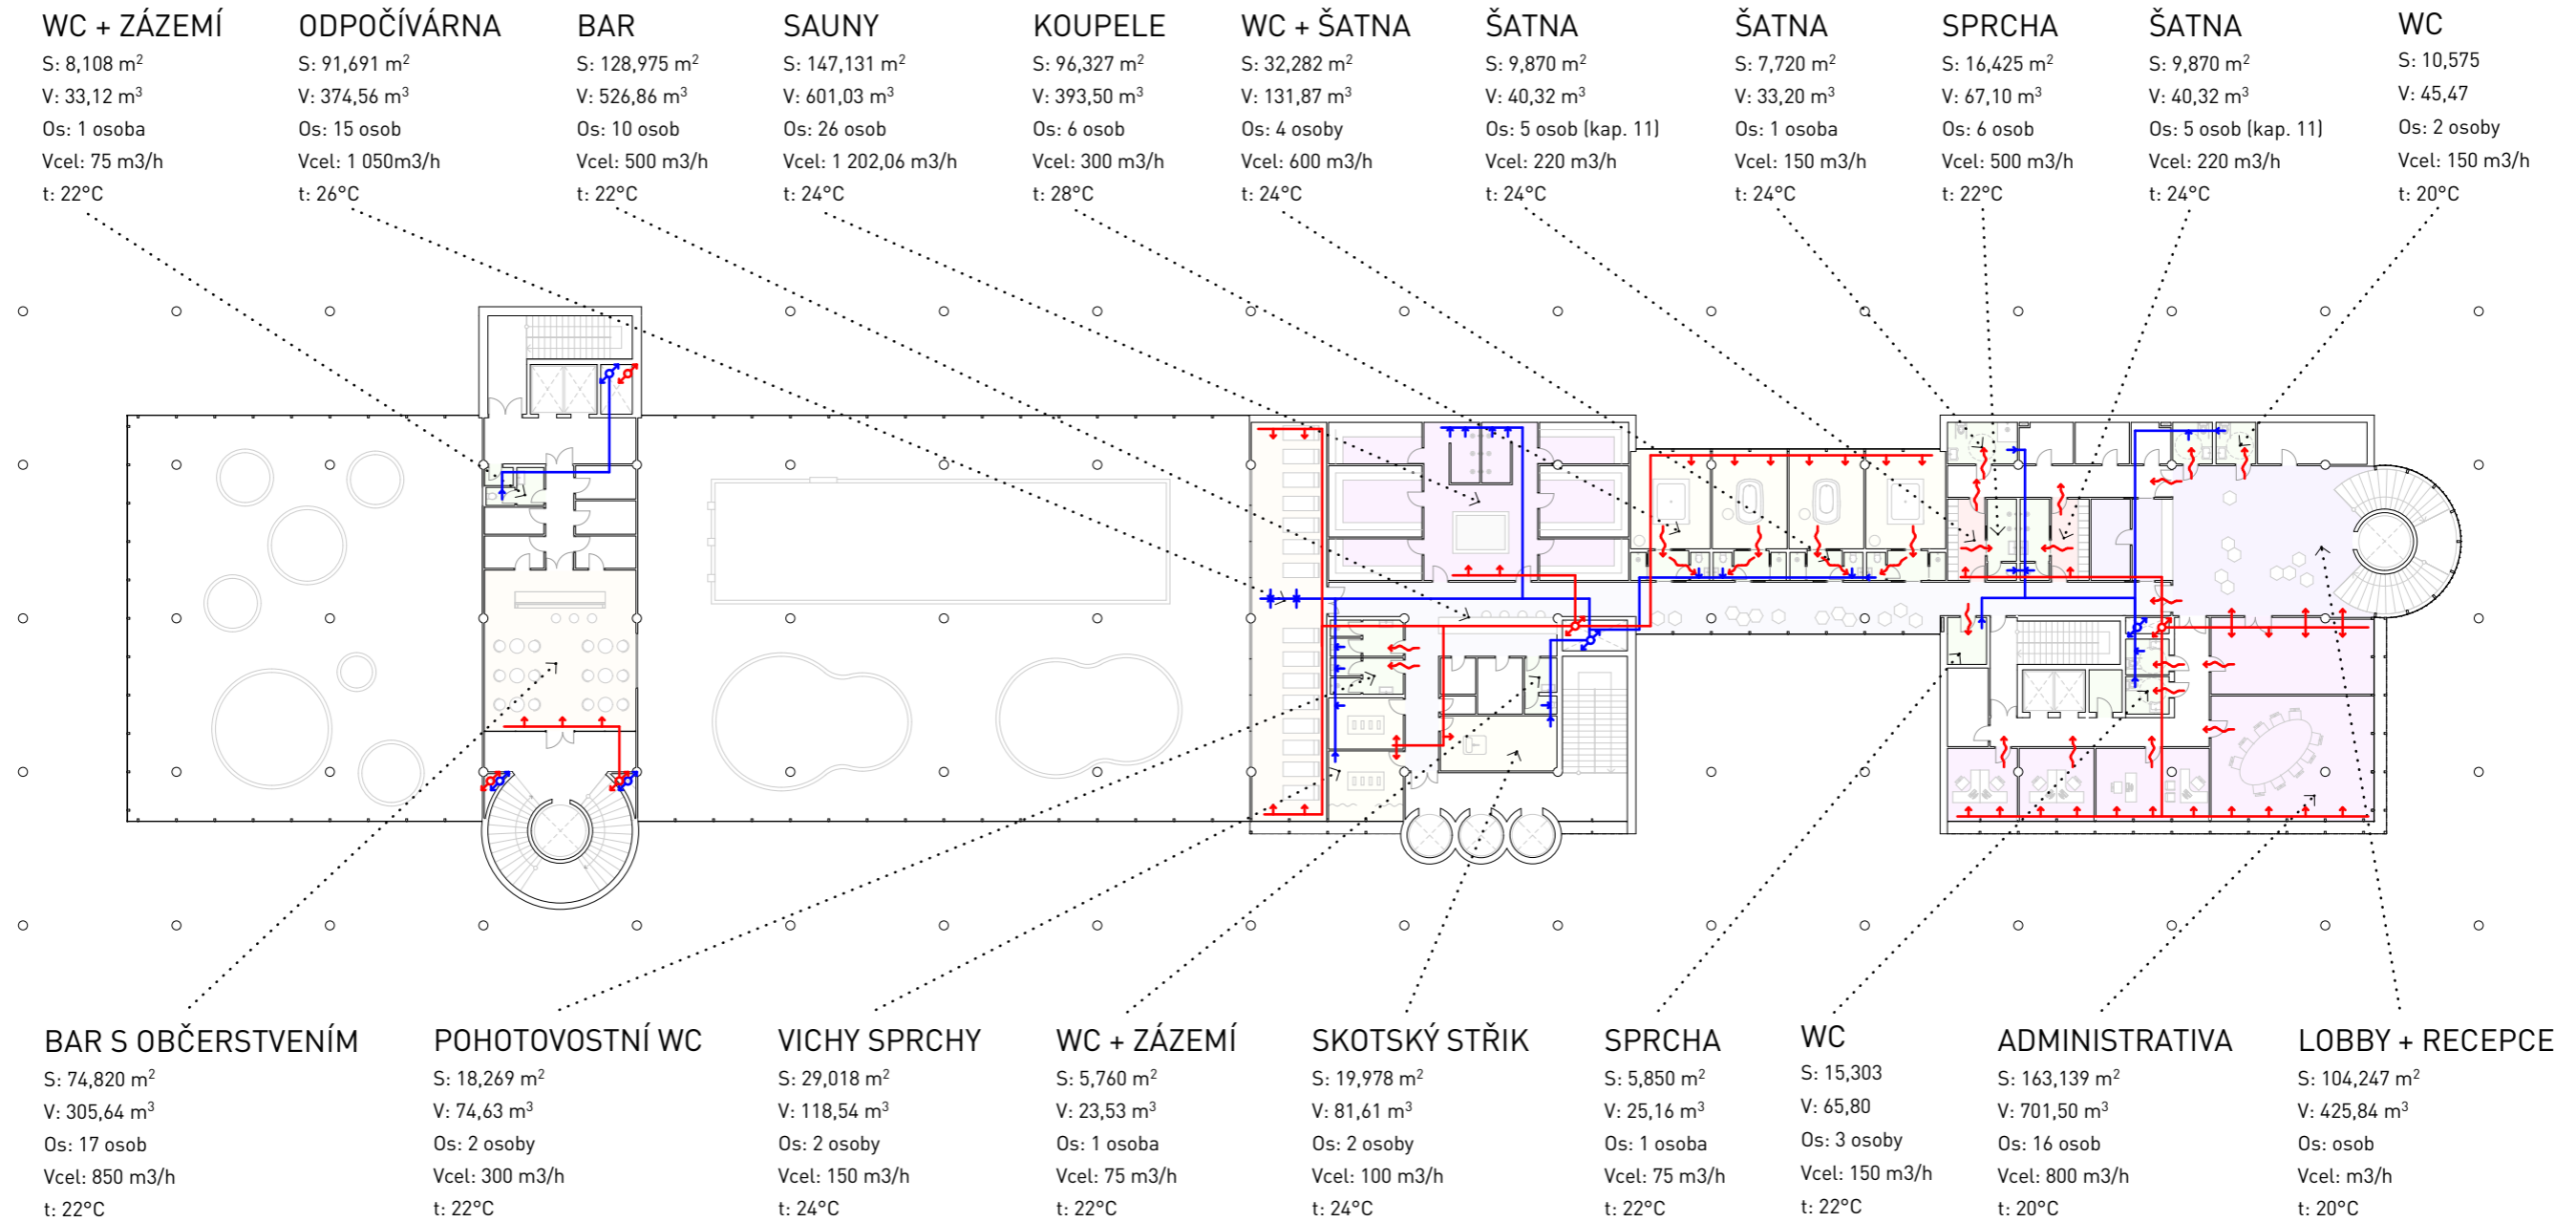 WC + ZÁZEMÍ
S: 8,108 m²
V: 33,12 m³
Os: 1 osoba
Vcel: 75 m3/h
t: 22°C
ODPOČÍVÁRNA
S: 91,691 m²
V: 374,56 m³
Os: 15 osob
Vcel: 1 050m3/h
t: 26°C
BAR
S: 128,975 m²
V: 526,86 m³
Os: 10 osob
Vcel: 500 m3/h
t: 22°C
SAUNY
S: 147,131 m²
V: 601,03 m³
Os: 26 osob
Vcel: 1 202,06 m3/h
t: 24°C
KOUPELE
S: 96,327 m²
V: 393,50 m³
Os: 6 osob
Vcel: 300 m3/h
t: 28°C
WC + ŠATNA
S: 32,282 m²
V: 131,87 m³
Os: 4 osoby
Vcel: 600 m3/h
t: 24°C
ŠATNA
S: 9,870 m²
V: 40,32 m³
Os: 5 osob (kap. 11)
Vcel: 220 m3/h
t: 24°C
ŠATNA
S: 7,720 m²
V: 33,20 m³
Os: 1 osoba
Vcel: 150 m3/h
t: 24°C
SPRCHA
S: 16,425 m²
V: 67,10 m³
Os: 6 osob
Vcel: 500 m3/h
t: 22°C
ŠATNA
S: 9,870 m²
V: 40,32 m³
Os: 5 osob (kap. 11)
Vcel: 220 m3/h
t: 24°C
WC
S: 10,575
V: 45,47
Os: 2 osoby
Vcel: 150 m3/h
t: 20°C
BAR S OBČERSTVENÍM
S: 74,820 m²
V: 305,64 m³
Os: 17 osob
Vcel: 850 m3/h
t: 22°C
POHOTOVOSTNÍ WC
S: 18,269 m²
V: 74,63 m³
Os: 2 osoby
Vcel: 300 m3/h
t: 22°C
VICHY SPRCHY
S: 29,018 m²
V: 118,54 m³
Os: 2 osoby
Vcel: 150 m3/h
t: 24°C
WC + ZÁZEMÍ
S: 5,760 m²
V: 23,53 m³
Os: 1 osoba
Vcel: 75 m3/h
t: 22°C
SKOTSKÝ STŘIK
S: 19,978 m²
V: 81,61 m³
Os: 2 osoby
Vcel: 100 m3/h
t: 24°C
SPRCHA
S: 5,850 m²
V: 25,16 m³
Os: 1 osoba
Vcel: 75 m3/h
t: 22°C
WC
S: 15,303
V: 65,80
Os: 3 osoby
Vcel: 150 m3/h
t: 22°C
ADMINISTRATIVA
S: 163,139 m²
V: 701,50 m³
Os: 16 osob
Vcel: 800 m3/h
t: 20°C
LOBBY + RECEPCE
S: 104,247 m²
V: 425,84 m³
Os: osob
Vcel: m3/h
t: 20°C